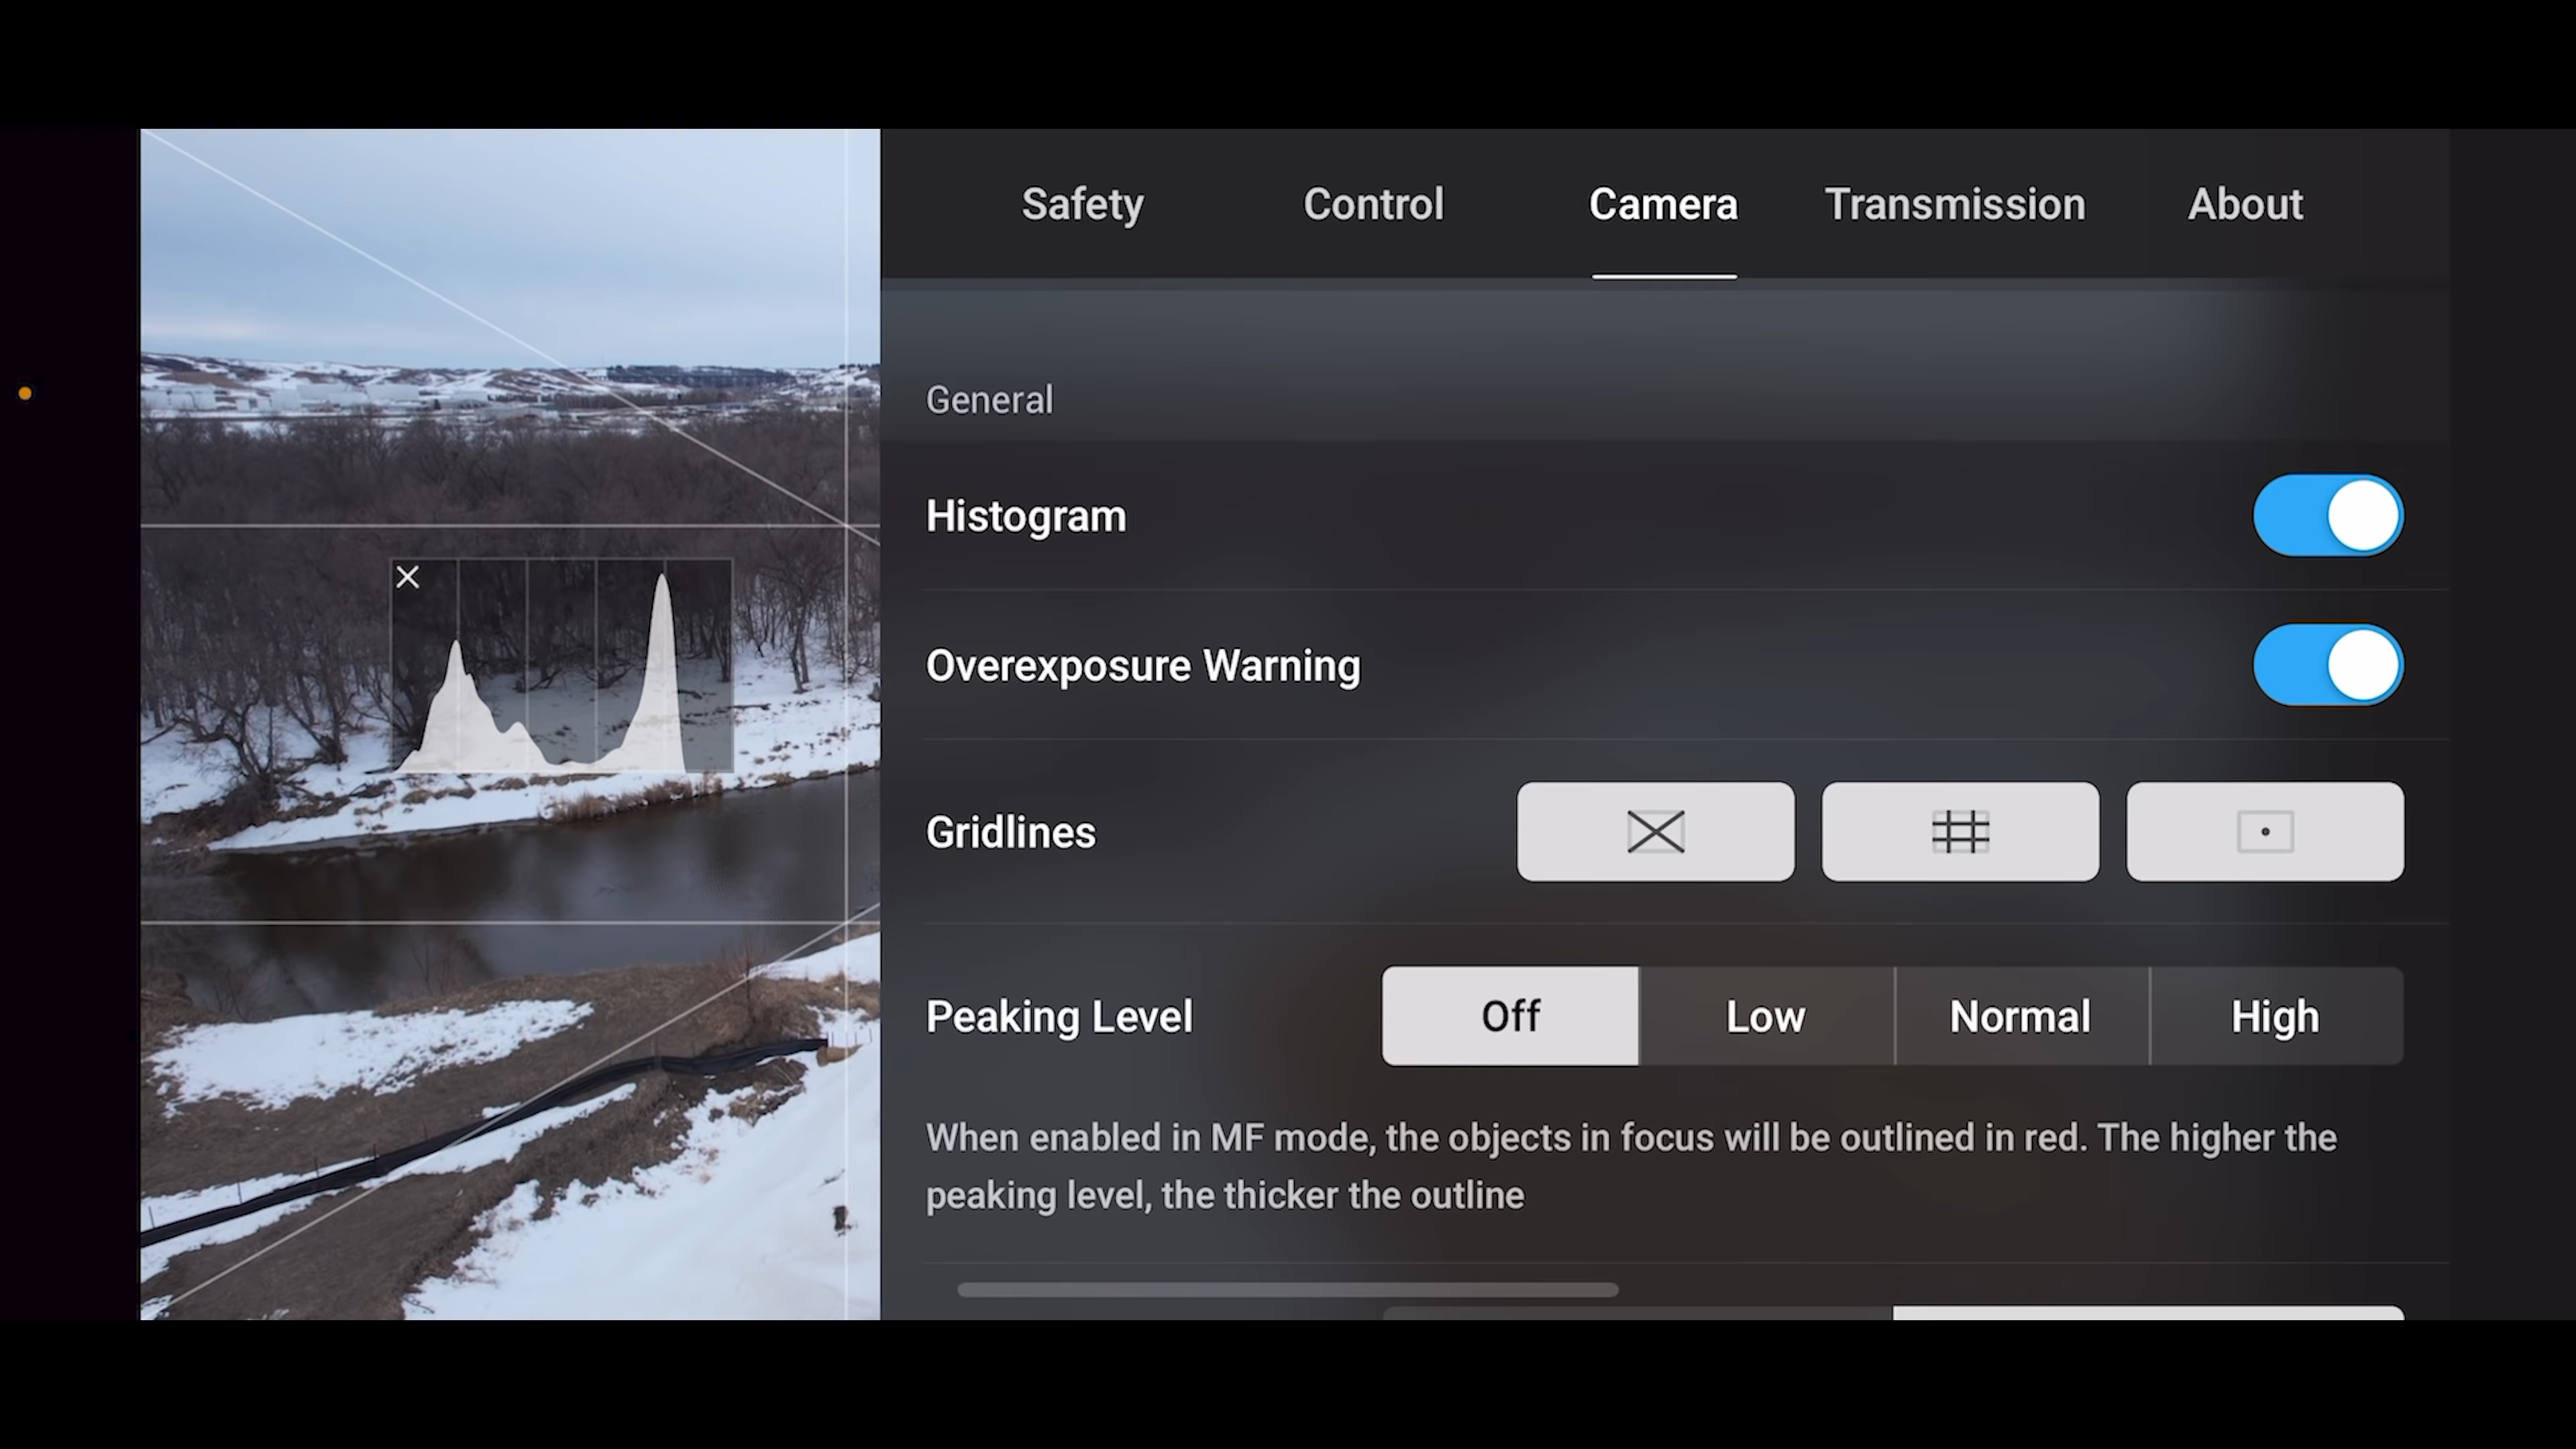 Safety Control Camera Transmission About
General
Histogram
Overexposure Warning
Gridlines
Peaking Level Off Low Normal High
When enabled in MF mode, the objects in focus will be outlined in red. The higher the
peaking level, the thicker the outline